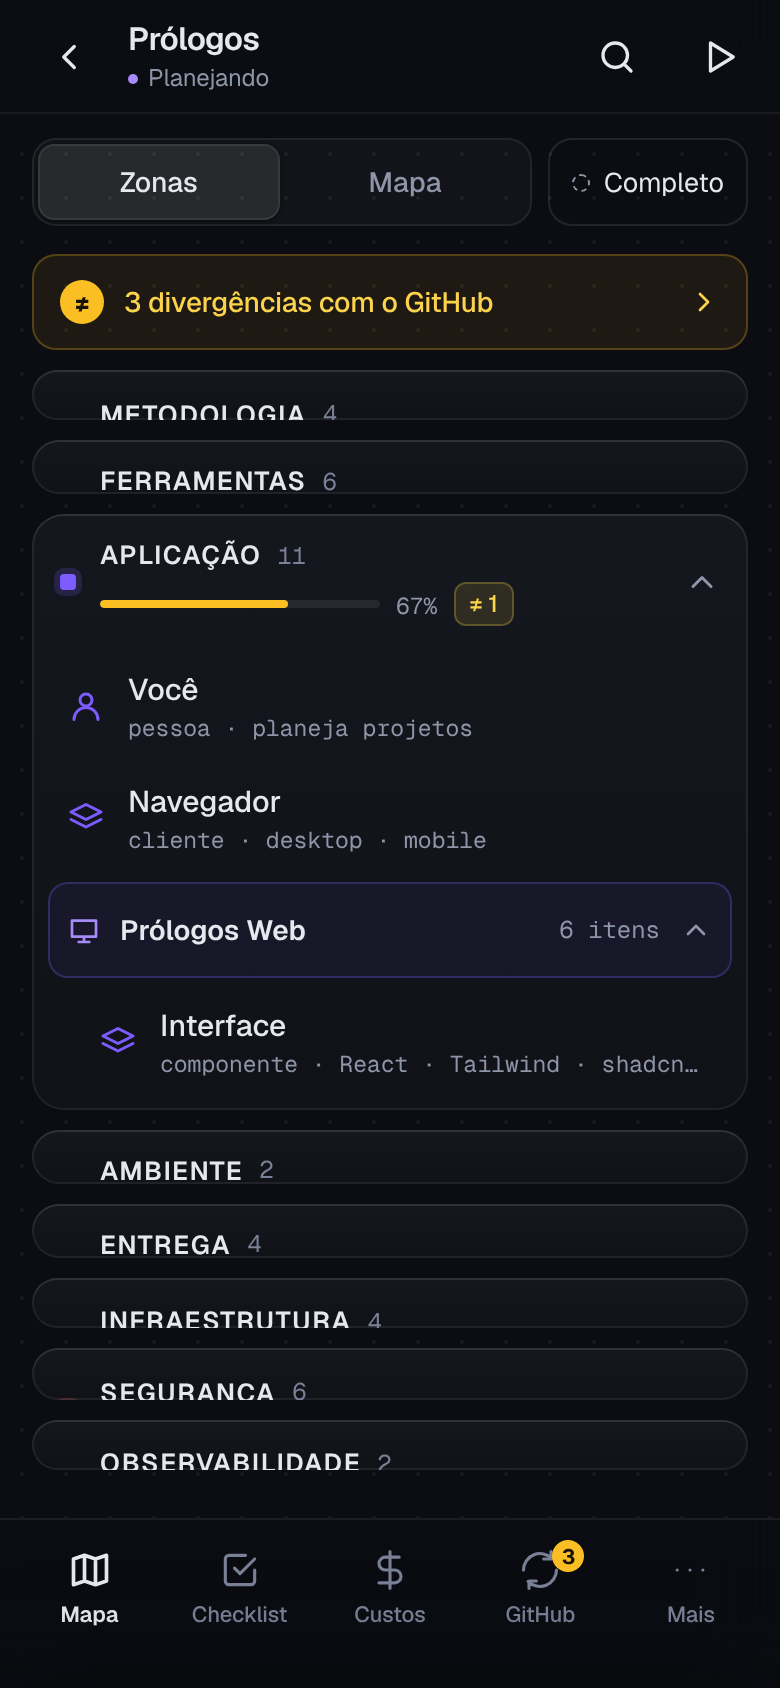 Prólogos
Planejando
Zonas
Mapa
Completo
≠ 3 divergências com o GitHub
METODOLOGIA 4
FERRAMENTAS 6
APLICAÇÃO 11
67% ≠ 1
Você
pessoa · planeja projetos
Navegador
cliente · desktop · mobile
Prólogos Web 6 itens
Interface
componente · React · Tailwind · shadcn…
AMBIENTE 2
ENTREGA 4
INFRAESTRUTURA 4
SEGURANCA 6
OBSERVABILIDADE 2
3
Mapa
Checklist
Custos
GitHub
Mais